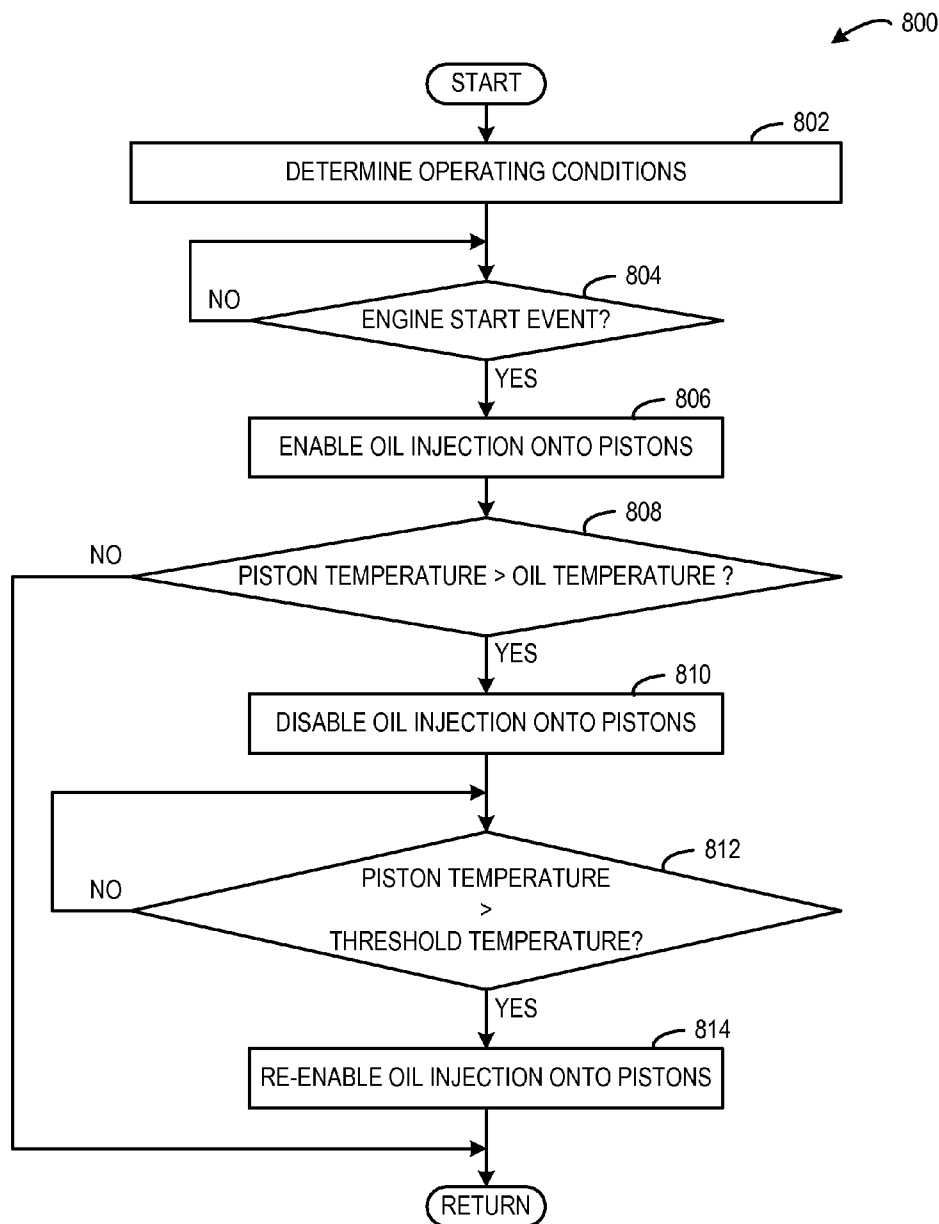 800
START
802
DETERMINE OPERATING CONDITIONS
804
NO
ENGINE START EVENT?
YES
806
ENABLE OIL INJECTION ONTO PISTONS
808
NO
PISTON TEMPERATURE > OIL TEMPERATURE ?
YES
810
DISABLE OIL INJECTION ONTO PISTONS
812
NO
PISTON TEMPERATURE
>
THRESHOLD TEMPERATURE?
YES
814
RE-ENABLE OIL INJECTION ONTO PISTONS
RETURN